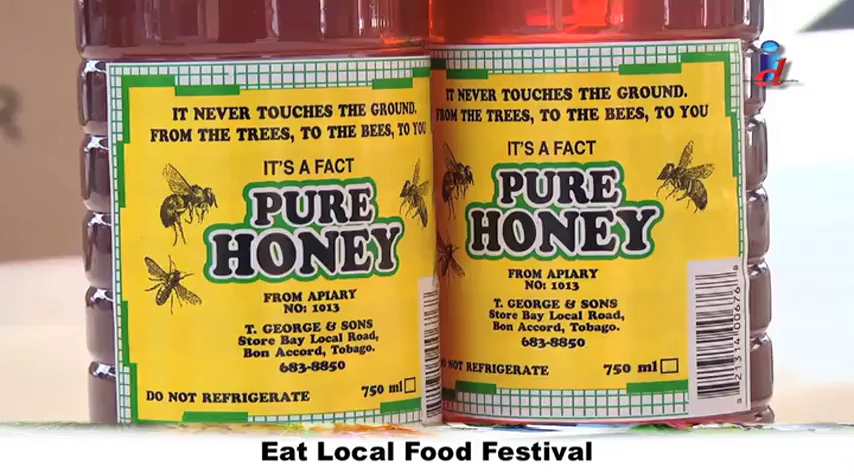 IT NEVER TOUCHES THE GROUND.
FROM THE TREES, TO THE BEES, TO YOU
IT'S A FACT
PURE
HONEY
FROM APIARY
NO: 1013
T. GEORGE & SONS
Store Bay Local Road,
Bon Accord, Tobago.
683-8850
DO NOT REFRIGERATE
750 ml
IT NEVER TOUCHES THE GROUND.
FROM THE TREES, TO THE BEES, TO YOU
IT'S A FACT
PURE
HONEY
FROM APIARY
NO: 1013
T. GEORGE & SONS
Store Bay Local Road,
Bon Accord, Tobago.
683-8850
DO NOT REFRIGERATE
750 ml
id
Eat Local Food Festival